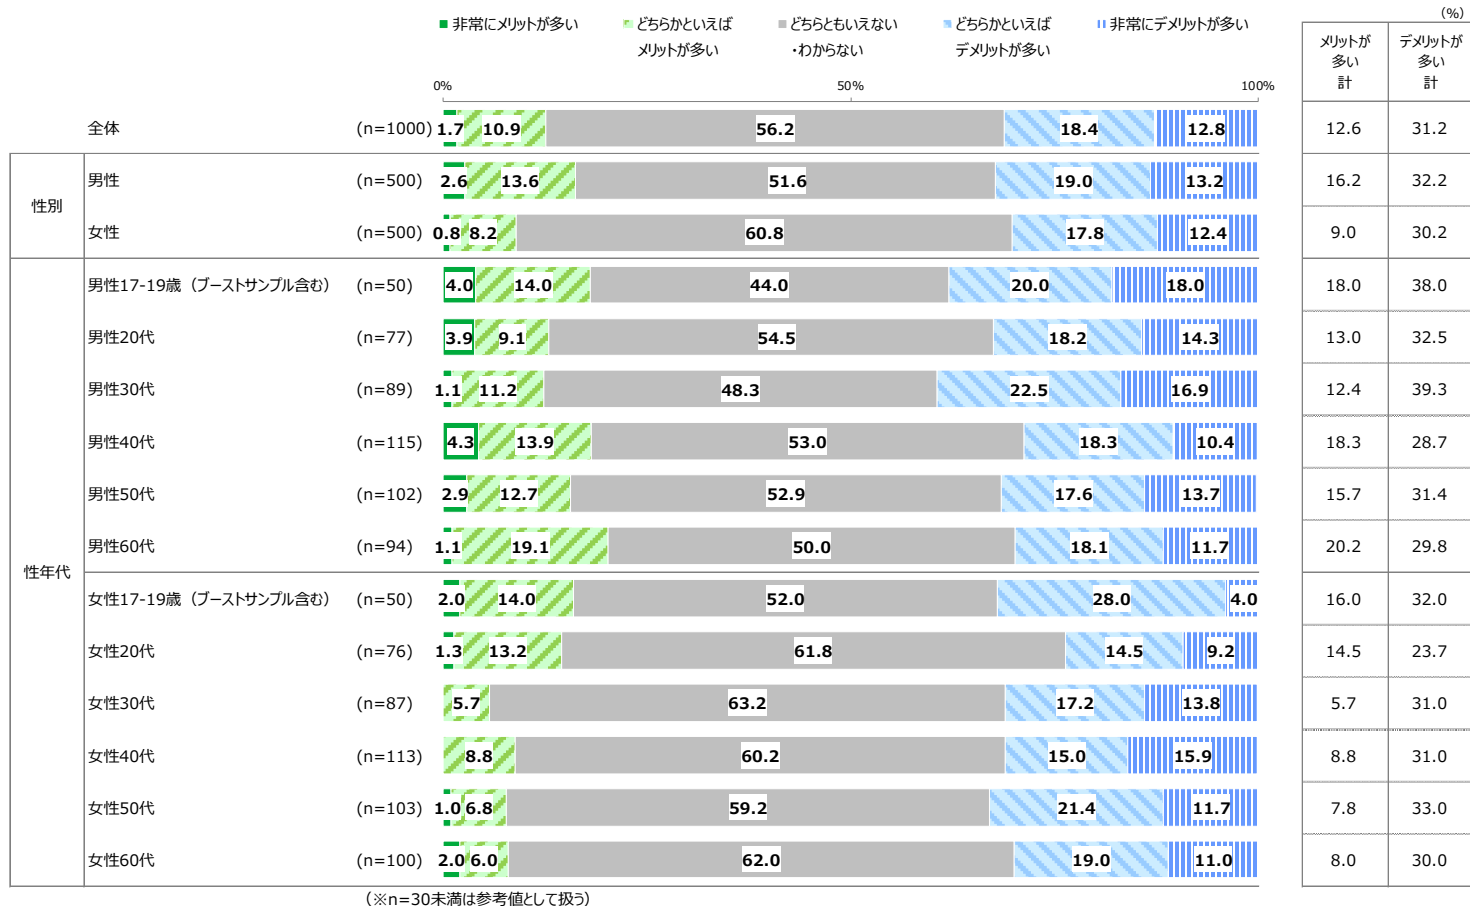 非常にメリットが多い どちらかといえば どちらともいえない どちらかといえば 非常にデメリットが多い
メリットが多い ・わからない デメリットが多い
(%)
メリットが デメリットが
多い 多い
計 計
0% 50% 100%
全体 (n=1000) 1.7 10.9 56.2 18.4 12.8 12.6 31.2
性別
男性 (n=500) 2.6 13.6 51.6 19.0 13.2 16.2 32.2
女性 (n=500) 0.8 8.2 60.8 17.8 12.4 9.0 30.2
性年代
男性17-19歳（ブーストサンプル含む） (n=50) 4.0 14.0 44.0 20.0 18.0 18.0 38.0
男性20代 (n=77) 3.9 9.1 54.5 18.2 14.3 13.0 32.5
男性30代 (n=89) 1.1 11.2 48.3 22.5 16.9 12.4 39.3
男性40代 (n=115) 4.3 13.9 53.0 18.3 10.4 18.3 28.7
男性50代 (n=102) 2.9 12.7 52.9 17.6 13.7 15.7 31.4
男性60代 (n=94) 1.1 19.1 50.0 18.1 11.7 20.2 29.8
女性17-19歳（ブーストサンプル含む） (n=50) 2.0 14.0 52.0 28.0 4.0 16.0 32.0
女性20代 (n=76) 1.3 13.2 61.8 14.5 9.2 14.5 23.7
女性30代 (n=87) 5.7 63.2 17.2 13.8 5.7 31.0
女性40代 (n=113) 8.8 60.2 15.0 15.9 8.8 31.0
女性50代 (n=103) 1.0 6.8 59.2 21.4 11.7 7.8 33.0
女性60代 (n=100) 2.0 6.0 62.0 19.0 11.0 8.0 30.0
（※n=30未満は参考値として扱う）